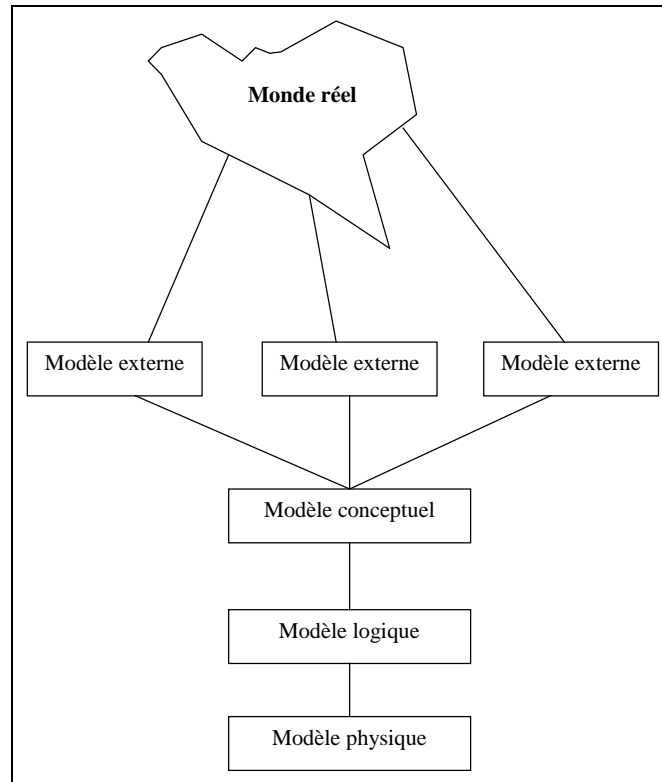 Monde réel
Modèle externe
Modèle externe
Modèle externe
Modèle conceptuel
Modèle logique
Modèle physique